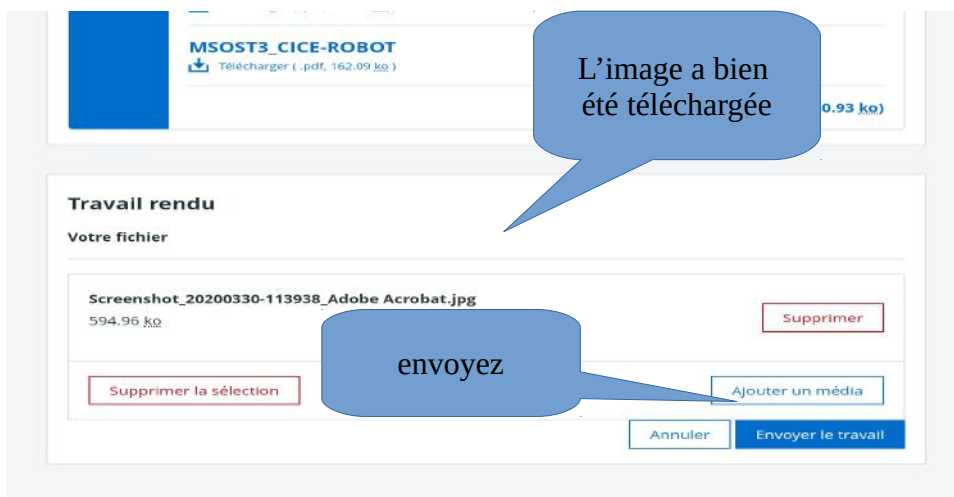 MSOST3_CICE-ROBOT
Télécharger ( .pdf, 162.09 ko )
L’image a bien
été téléchargée
0.93 ko)
Travail rendu
Votre fichier
Screenshot_20200330-113938_Adobe Acrobat.jpg
594.96 ko
Supprimer
envoyez
Supprimer la sélection
Ajouter un média
Annuler
Envoyer le travail